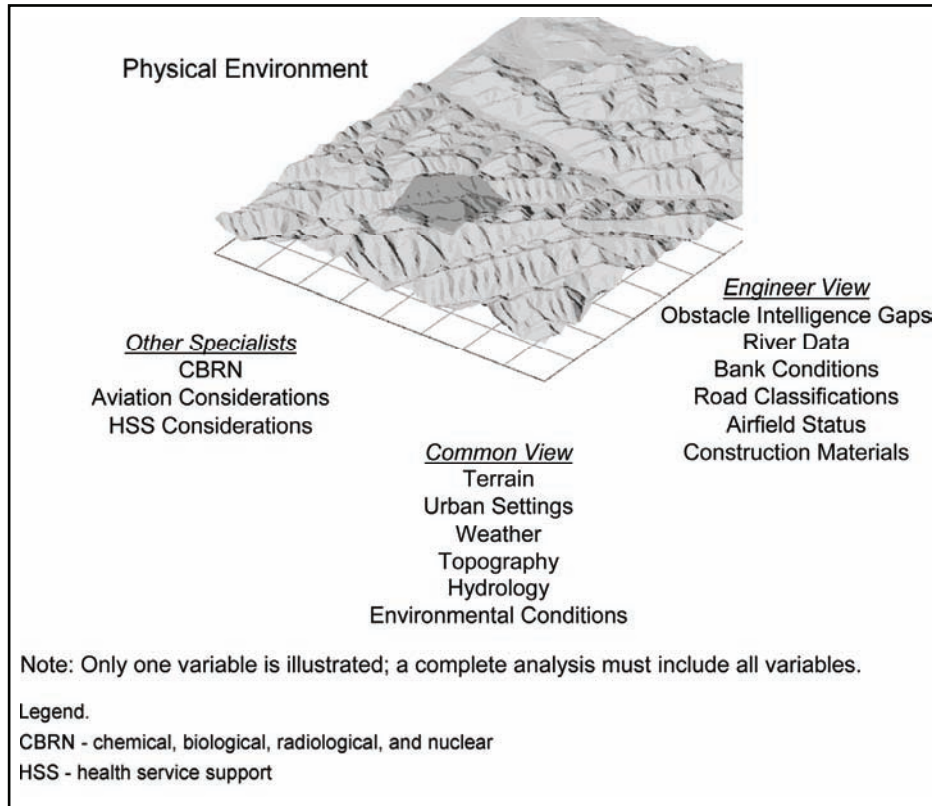 Physical Environment
Other Specialists
CBRN
Aviation Considerations
HSS Considerations
Common View
Terrain
Urban Settings
Weather
Topography
Hydrology
Environmental Conditions
Engineer View
Obstacle Intelligence Gaps
River Data
Bank Conditions
Road Classifications
Airfield Status
Construction Materials
Note: Only one variable is illustrated; a complete analysis must include all variables.
Legend.
CBRN - chemical, biological, radiological, and nuclear
HSS - health service support